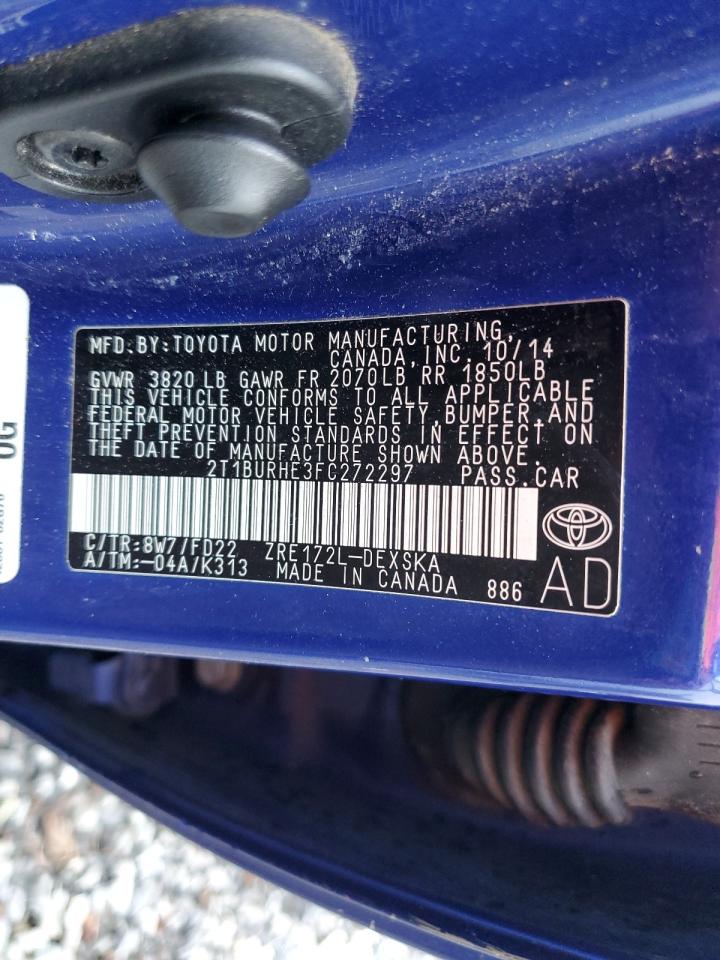 MFD.BY:TOYOTA MOTOR MANUFACTURING,
CANADA,INC. 10/14
GVWR 3820 LB GAWR FR 2070LB RR 1850LB
THIS VEHICLE CONFORMS TO ALL APPLICABLE
FEDERAL MOTOR VEHICLE SAFETY, BUMPER, AND
THEFT PREVENTION STANDARDS IN EFFECT ON
THE DATE OF MANUFACTURE SHOWN ABOVE.
2T1BURHE3FC272297 PASS.CAR
C/TR:8W7/FD22 ZRE172L-DEXSKA
A/TM:-04A/K313 MADE IN CANADA 886
AD
0G